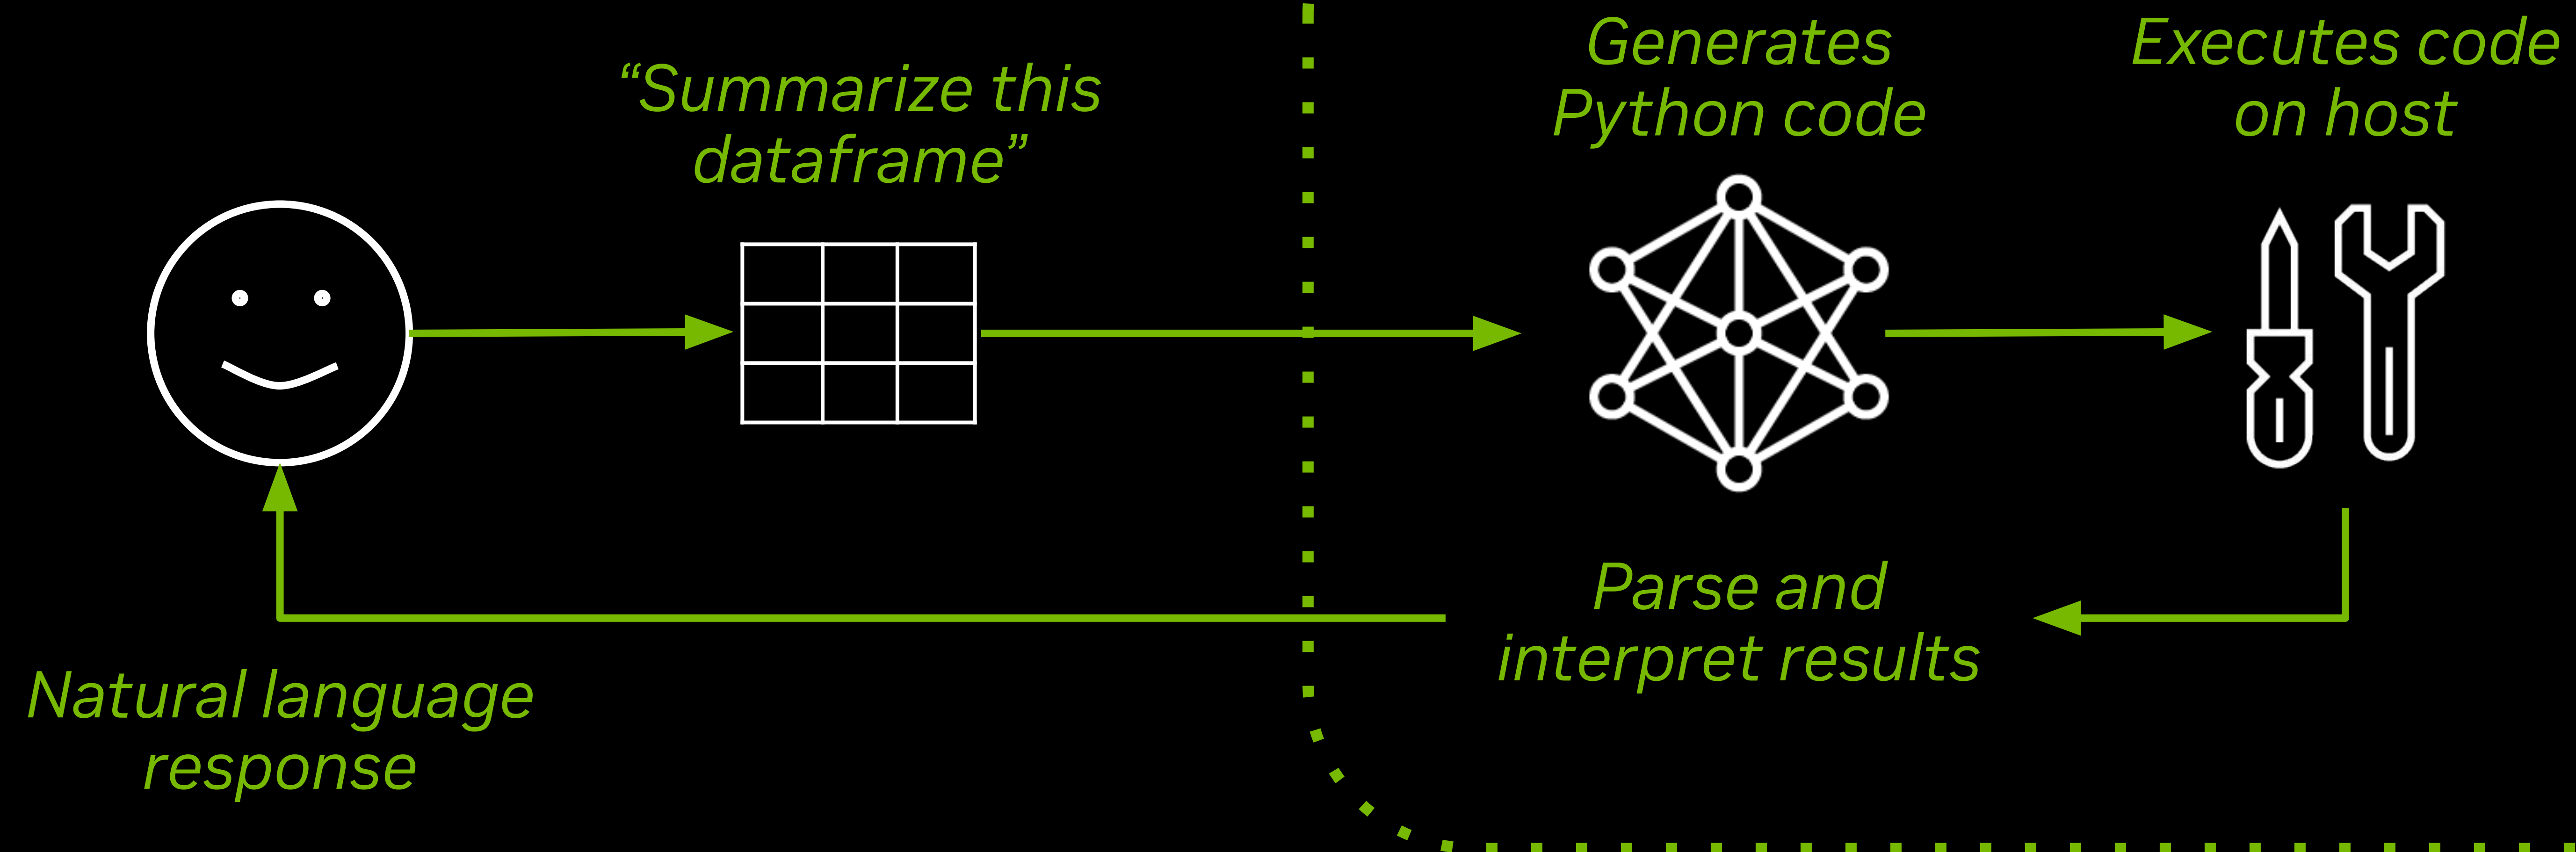 “Summarize this
dataframe”
Generates
Python code
Executes code
on host
Parse and
interpret results
Natural language
response